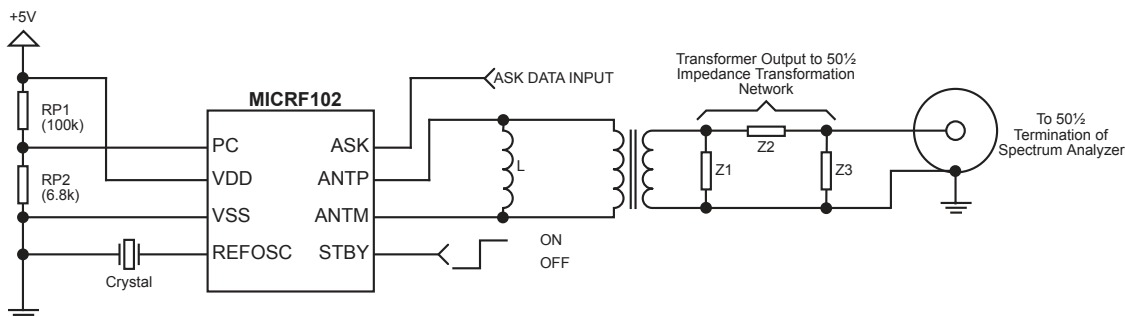 +5V
RP1
(100k)
RP2
(6.8k)
Crystal
MICRF102
PC
VDD
VSS
REFOSC
ASK
ANTP
ANTM
STBY
ASK DATA INPUT
L
ON
OFF
Transformer Output to 50½
Impedance Transformation
Network
Z1
Z2
Z3
To 50½
Termination of
Spectrum Analyzer